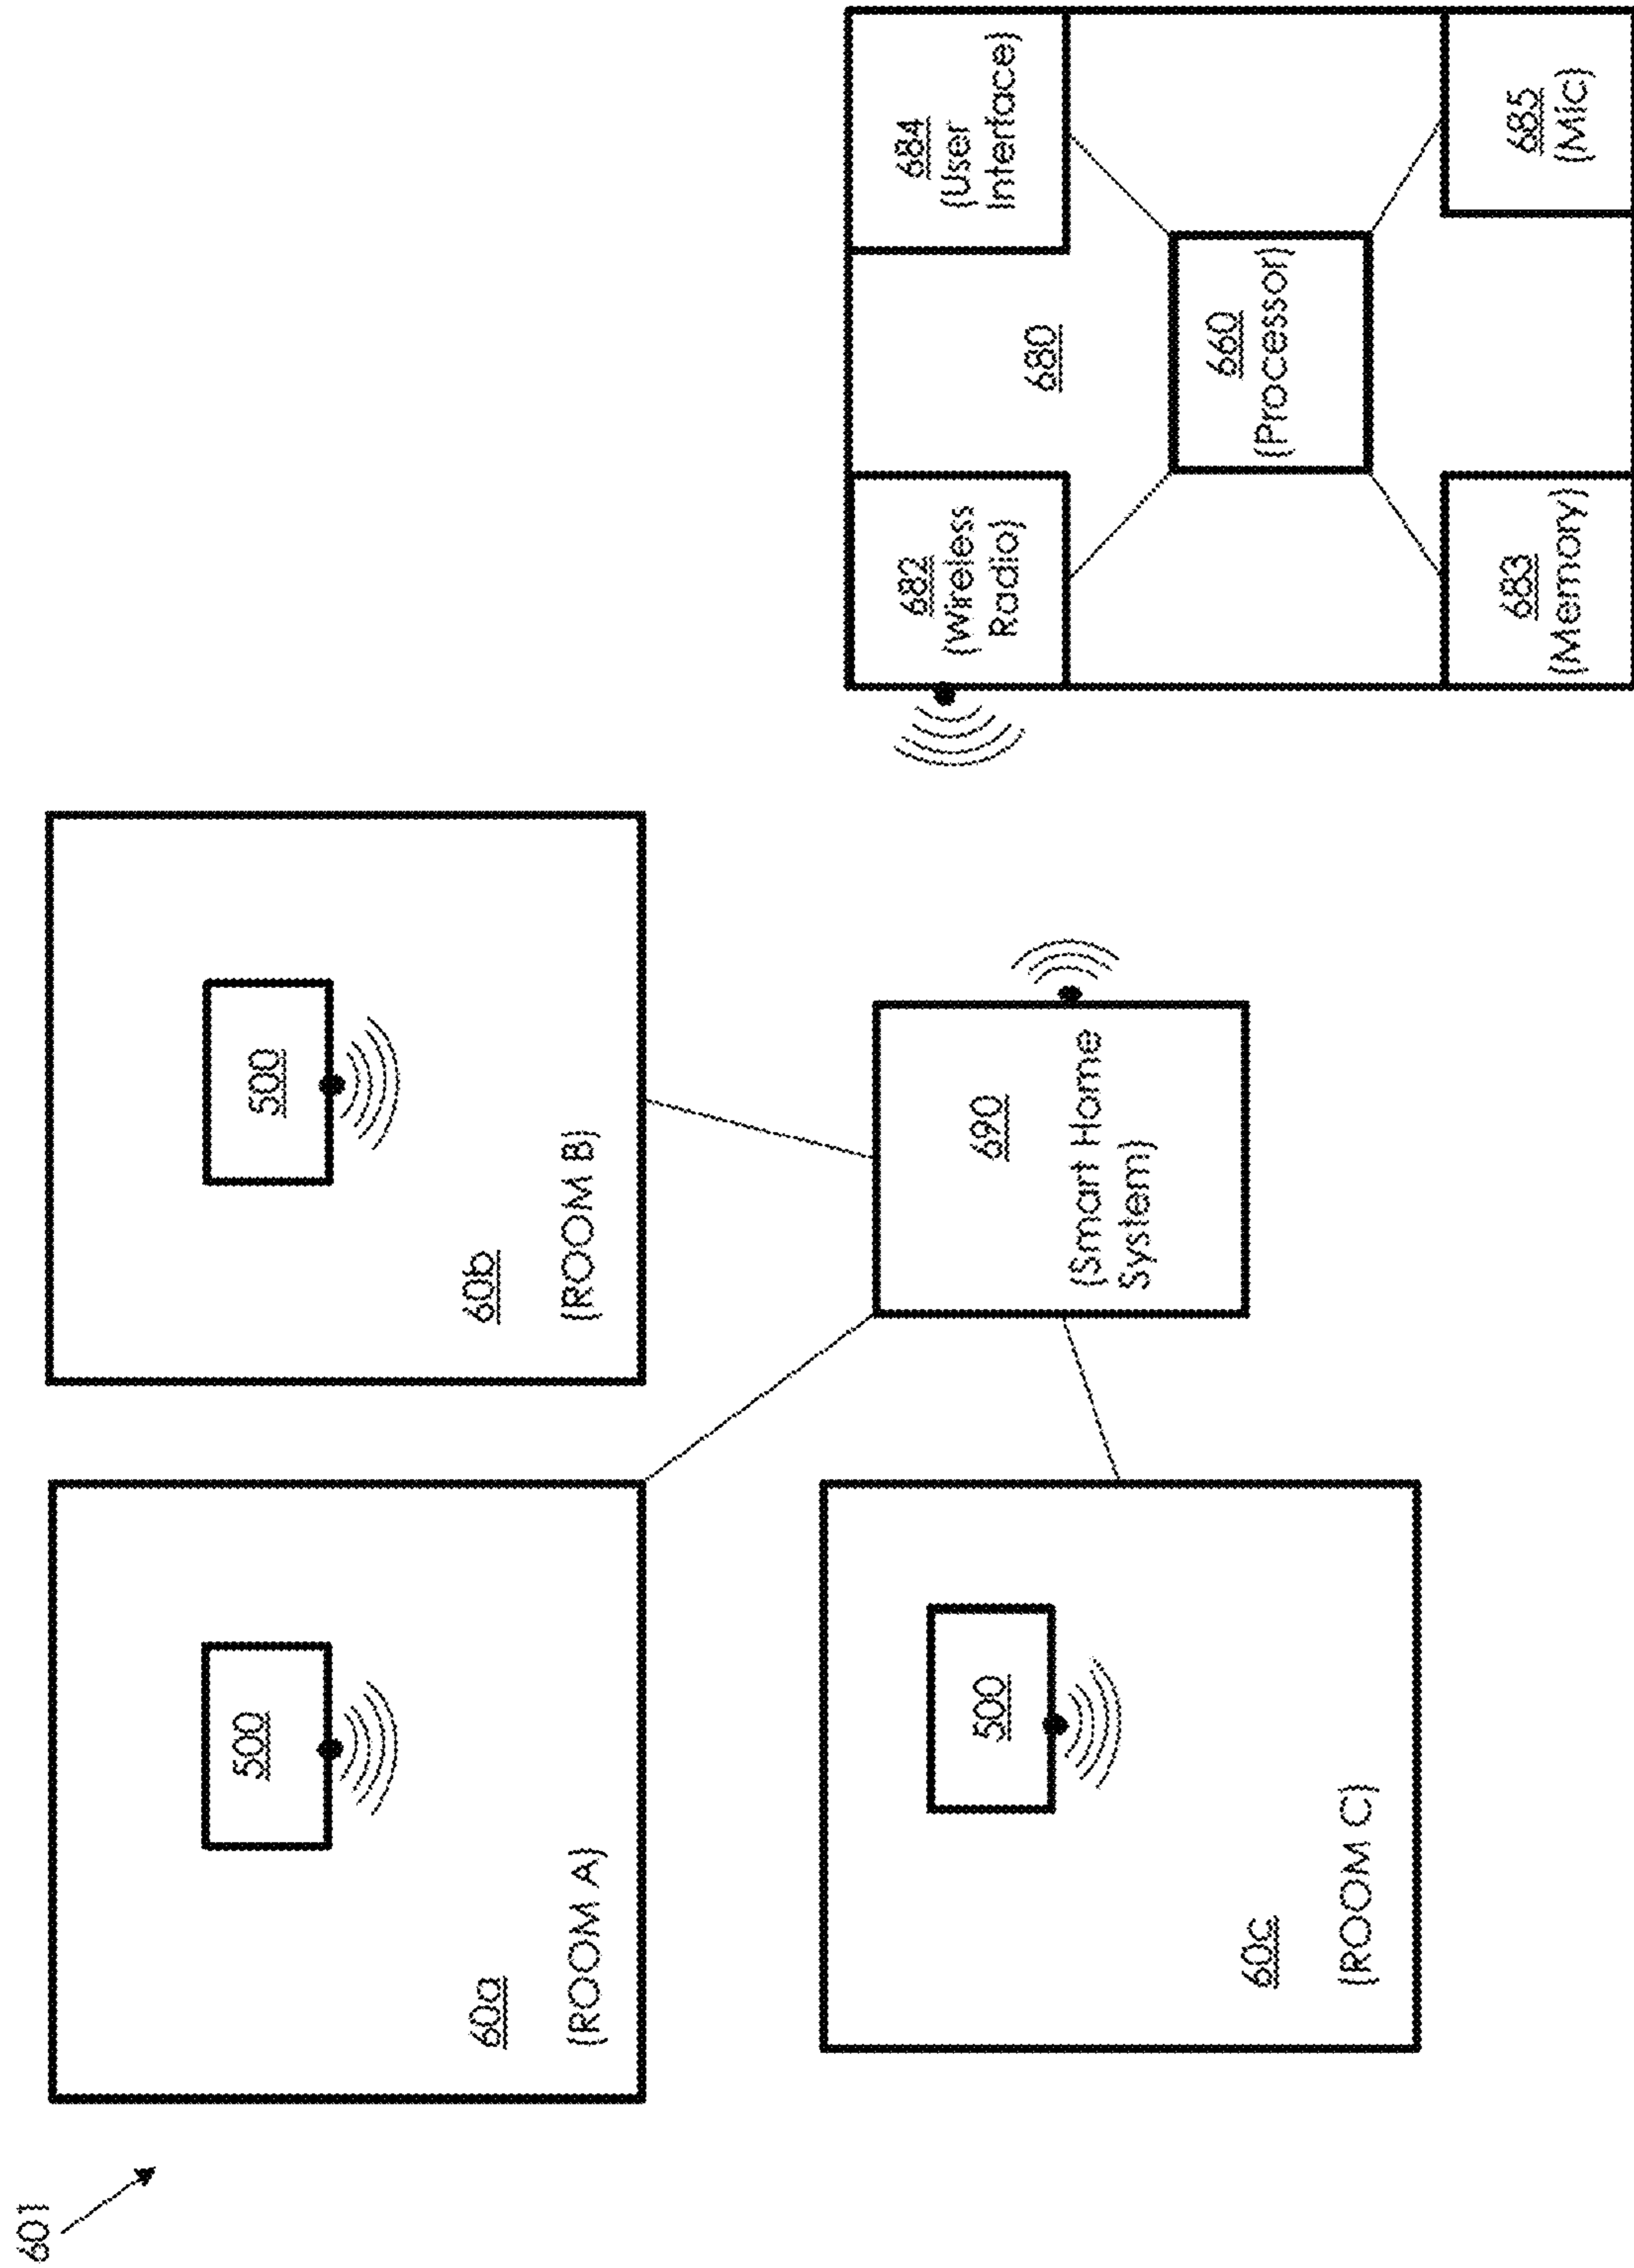 601
500
60a
(ROOM A)
500
60b
(ROOM B)
500
60c
(ROOM C)
690
(Smart Home
System)
682
(Wireless
Radio)
684
(User
Interface)
680
660
(Processor)
683
(Memory)
685
(Mic)